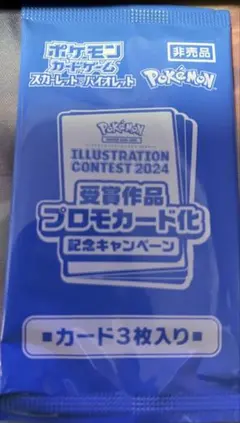 ポケモン
カードゲーム
スカーレット&バイオレット
Pokémon
非売品
Pokémon
ILLUSTRATION
CONTEST 2024
受賞作品
プロモカード化
記念キャンペーン
■カード3枚入り■